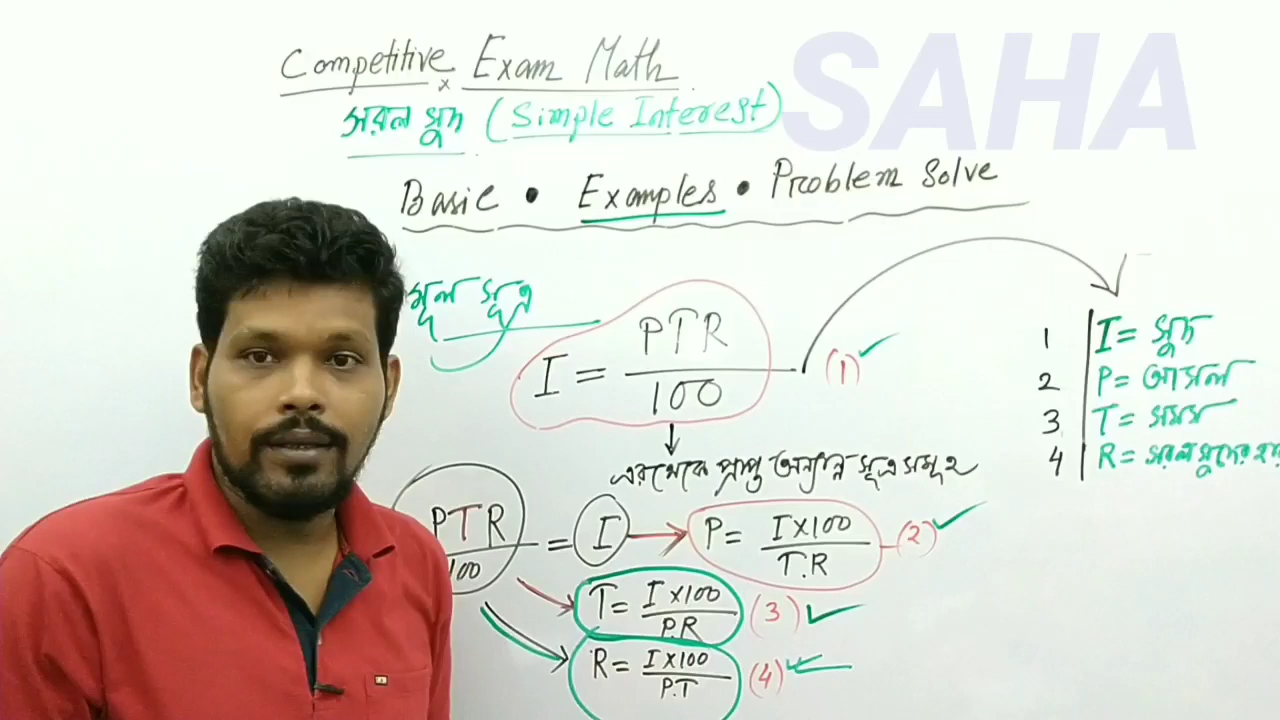 SAHA
Competitive Exam Math
সরল সুদ (Simple Interest)
Basic • Examples • Problem Solve
মূল সূত্র
I = PTR / 100 (1)
1 I = সুদ
2 P = আসল
3 T = সময়
4 R = সরল সুদের হার
এর থেকে প্রাপ্ত অন্যান্য সূত্র সমূহ
PTR / 100 = I → P = I×100 / T.R (2)
T = I×100 / P.R (3)
R = I×100 / P.T (4)